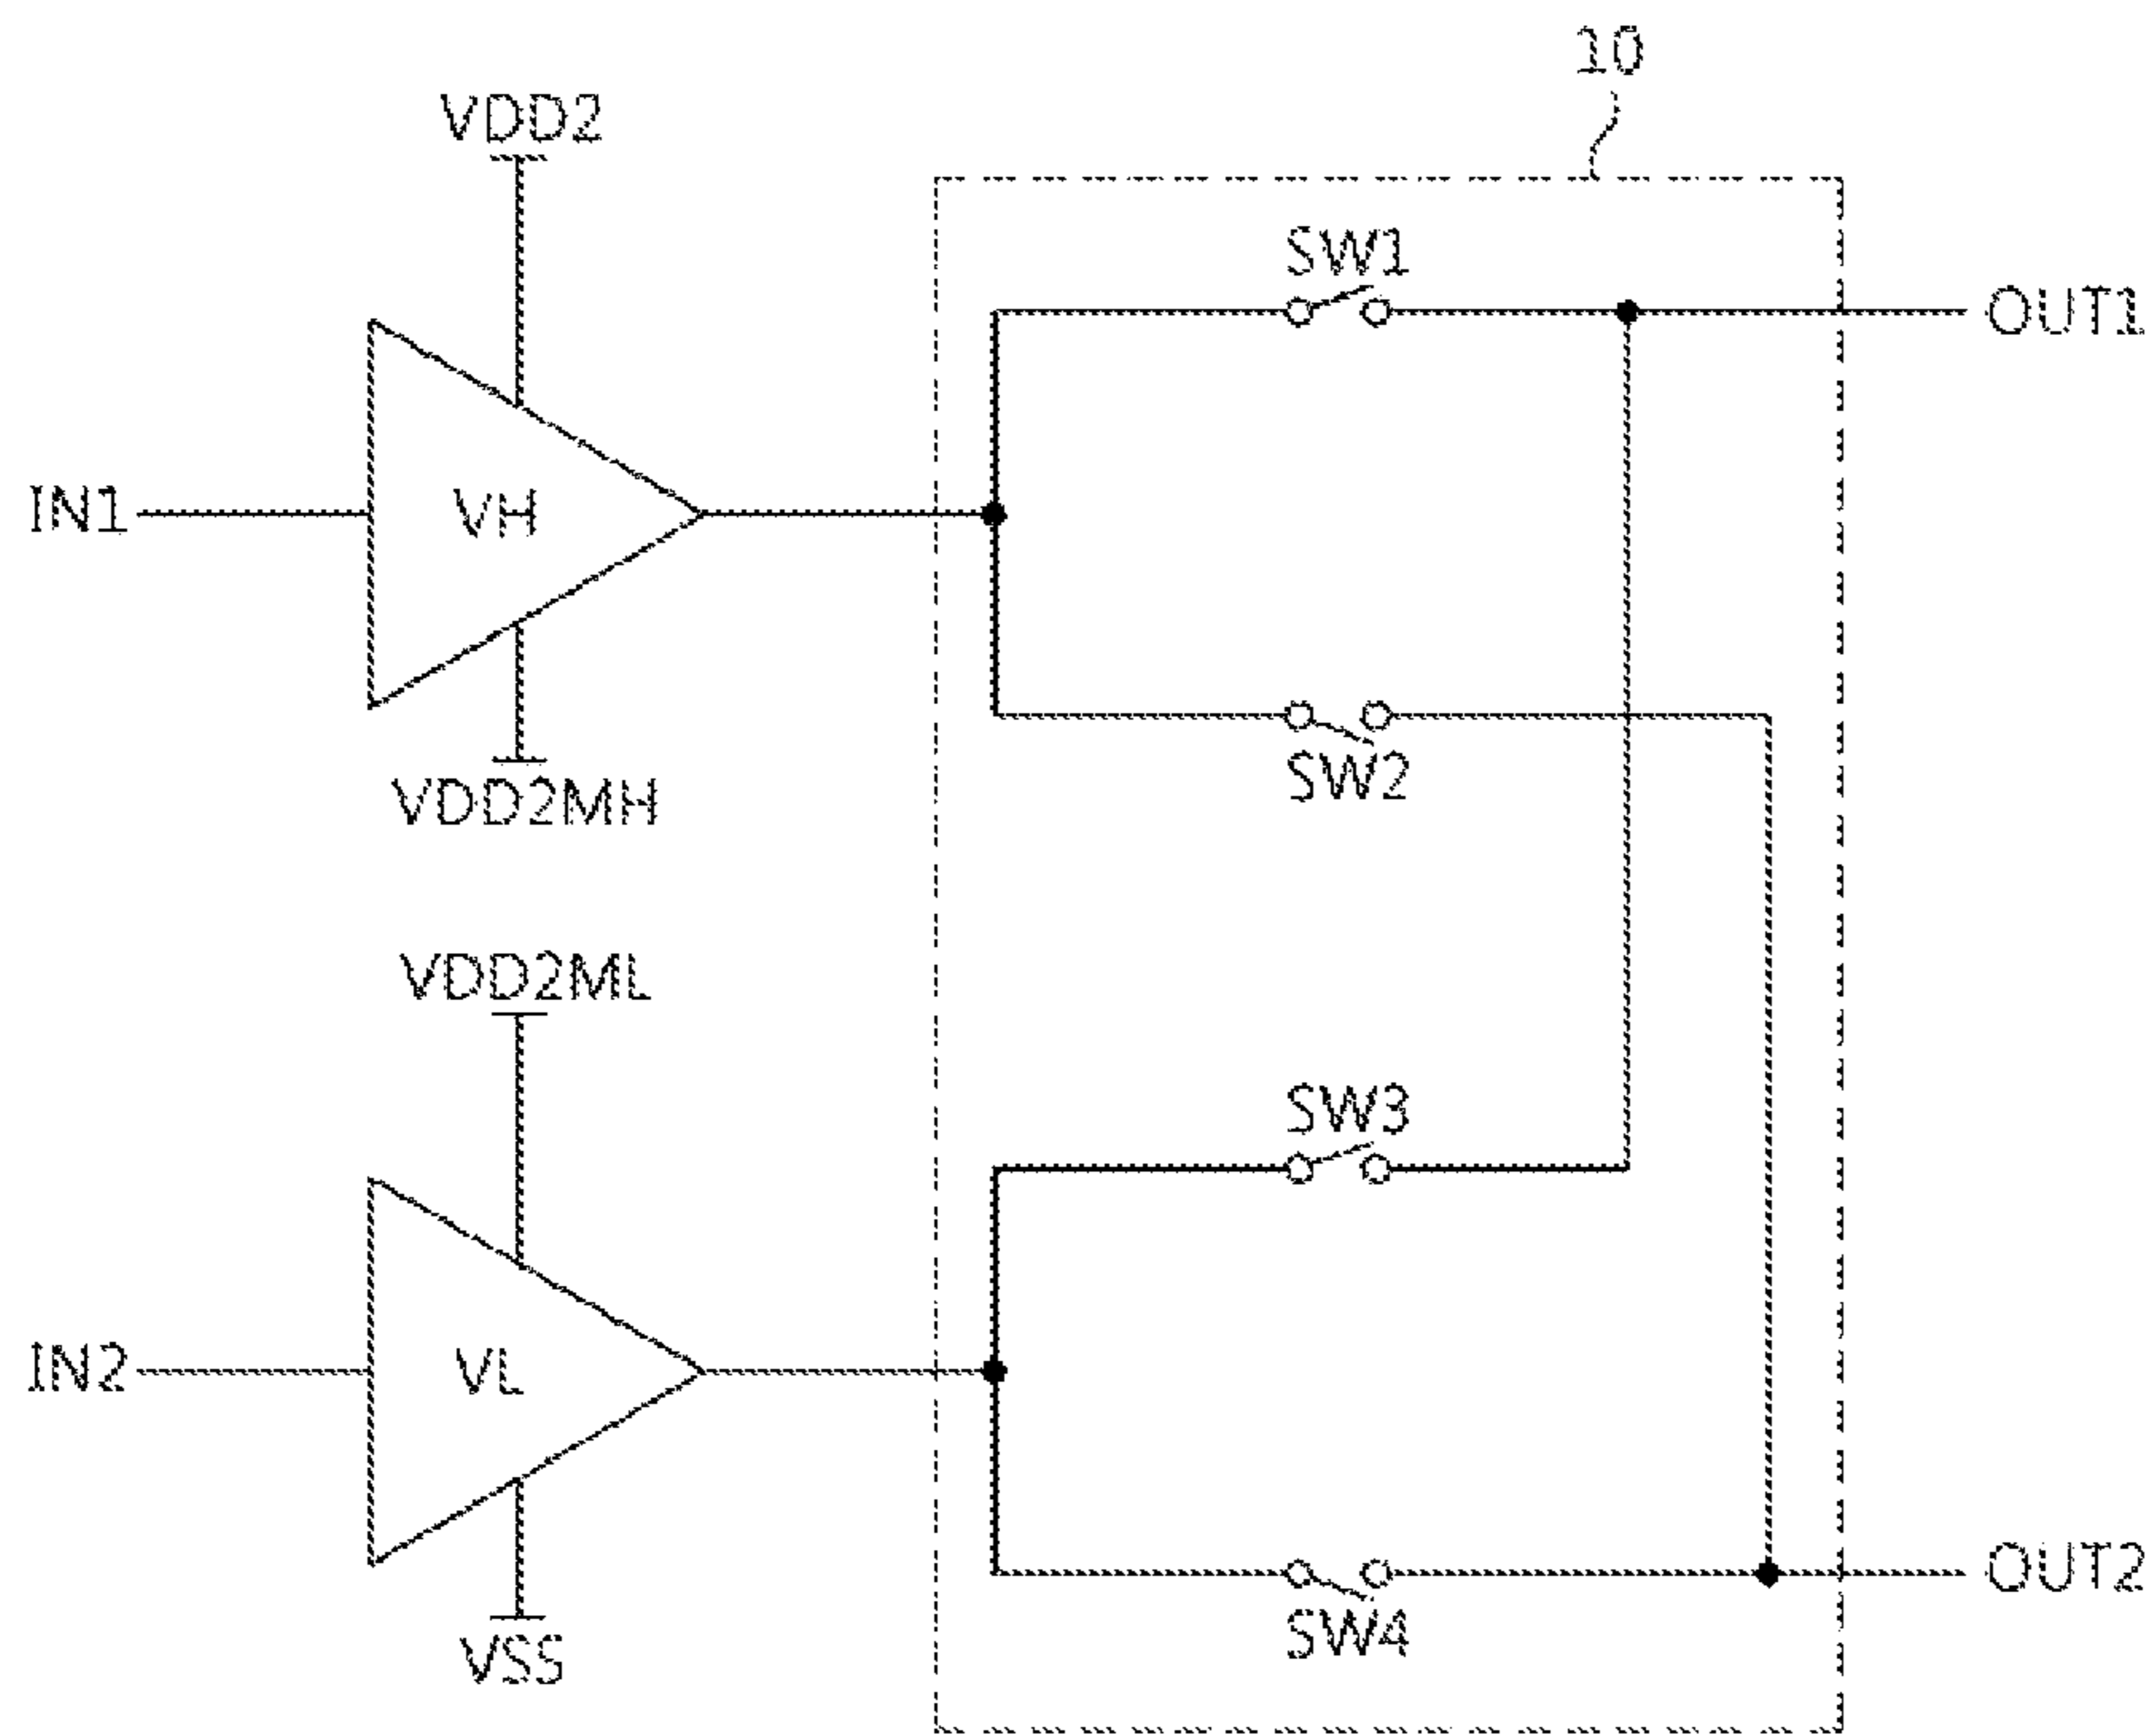 10
VDD2
SW1
OUT1
IN1
VH
SW2
VDD2MH
VDD2ML
SW3
IN2
VL
OUT2
SW4
VSS